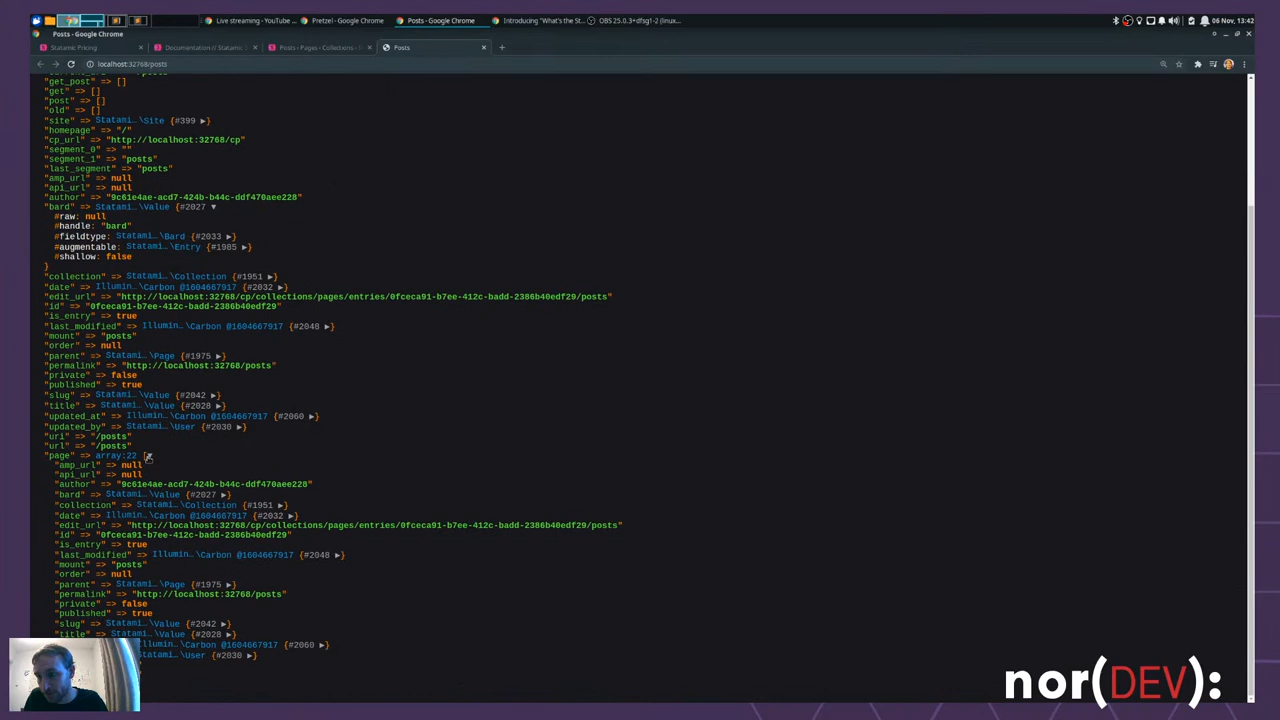 Live streaming - YouTube ...
Pretzel - Google Chrome
Posts - Google Chrome
Introducing "What's the St...
OBS 25.0.3+dfsg1-2 (linux...
06 Nov, 13:42
Posts - Google Chrome
Statamic Pricing
Documentation // Statamic
Posts ‹ Pages ‹ Collections ‹
Posts
localhost:32768/posts
"get_post" => []
"get" => []
"post" => []
"old" => []
"site" => Statami…\Site {#399 ▶}
"homepage" => "/"
"cp_url" => "http://localhost:32768/cp"
"segment_0" => ""
"segment_1" => "posts"
"last_segment" => "posts"
"amp_url" => null
"api_url" => null
"author" => "9c61e4ae-acd7-424b-b44c-ddf470aee228"
"bard" => Statami…\Value {#2027 ▼
#raw: null
#handle: "bard"
#fieldtype: Statami…\Bard {#2033 ▶}
#augmentable: Statami…\Entry {#1985 ▶}
#shallow: false
}
"collection" => Statami…\Collection {#1951 ▶}
"date" => Illumin…\Carbon {#2032 ▶}
"edit_url" => "http://localhost:32768/cp/collections/pages/entries/0fceca91-b7ee-412c-badd-2386b40edf29/posts"
"id" => "0fceca91-b7ee-412c-badd-2386b40edf29"
"is_entry" => true
"last_modified" => Illumin…\Carbon @1604667917 {#2048 ▶}
"mount" => "posts"
"order" => null
"parent" => Statami…\Page {#1975 ▶}
"permalink" => "http://localhost:32768/posts"
"private" => false
"published" => true
"slug" => Statami…\Value {#2042 ▶}
"title" => Statami…\Value {#2028 ▶}
"updated_at" => Illumin…\Carbon @1604667917 {#2060 ▶}
"updated_by" => Statami…\User {#2030 ▶}
"uri" => "/posts"
"url" => "/posts"
"page" => array:22 [▼
"amp_url" => null
"api_url" => null
"author" => "9c61e4ae-acd7-424b-b44c-ddf470aee228"
"bard" => Statami…\Value {#2027 ▶}
"collection" => Statami…\Collection {#1951 ▶}
"date" => Illumin…\Carbon {#2032 ▶}
"edit_url" => "http://localhost:32768/cp/collections/pages/entries/0fceca91-b7ee-412c-badd-2386b40edf29/posts"
"id" => "0fceca91-b7ee-412c-badd-2386b40edf29"
"is_entry" => true
"last_modified" => Illumin…\Carbon @1604667917 {#2048 ▶}
"mount" => "posts"
"order" => null
"parent" => Statami…\Page {#1975 ▶}
"permalink" => "http://localhost:32768/posts"
"private" => false
"published" => true
"slug" => Statami…\Value {#2042 ▶}
"title" => Statami…\Value {#2028 ▶}
Illumin…\Carbon @1604667917 {#2060 ▶}
Statami…\User {#2030 ▶}
nor(DEV):